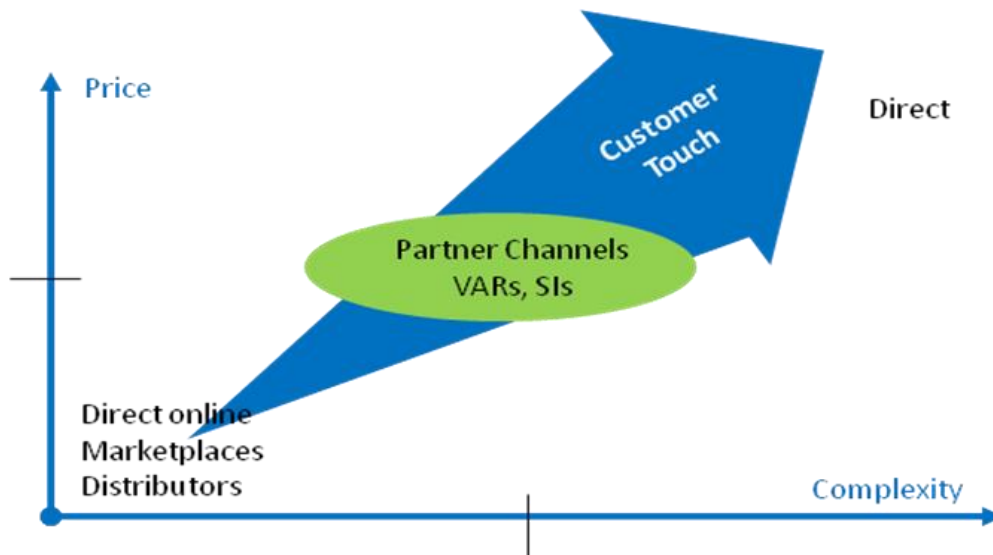 Price
Customer
Touch
Direct
Partner Channels
VARs, SIs
Direct online
Marketplaces
Distributors
Complexity